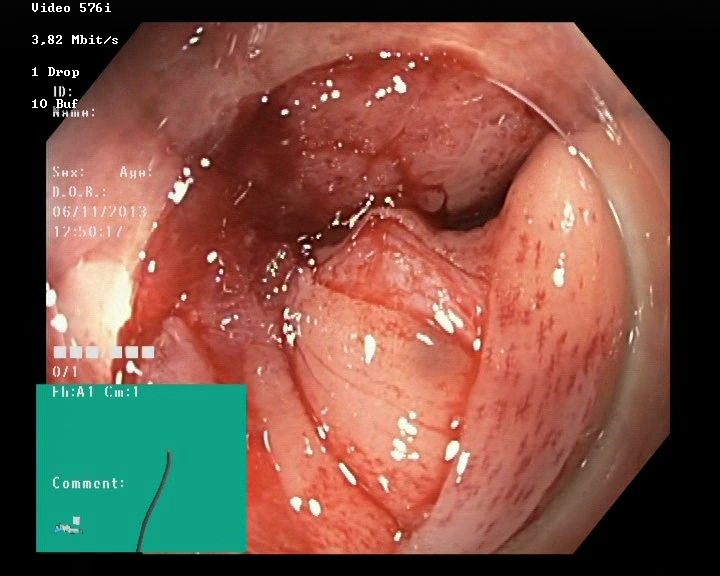 Video 576i
3,82 Mbit/s
1 Drop
ID:
10 Buf
Name:
Sex: Age:
D.O.B.:
06/11/2013
12:50:17
0/1
Eh:A1 Cm:1
Comment: